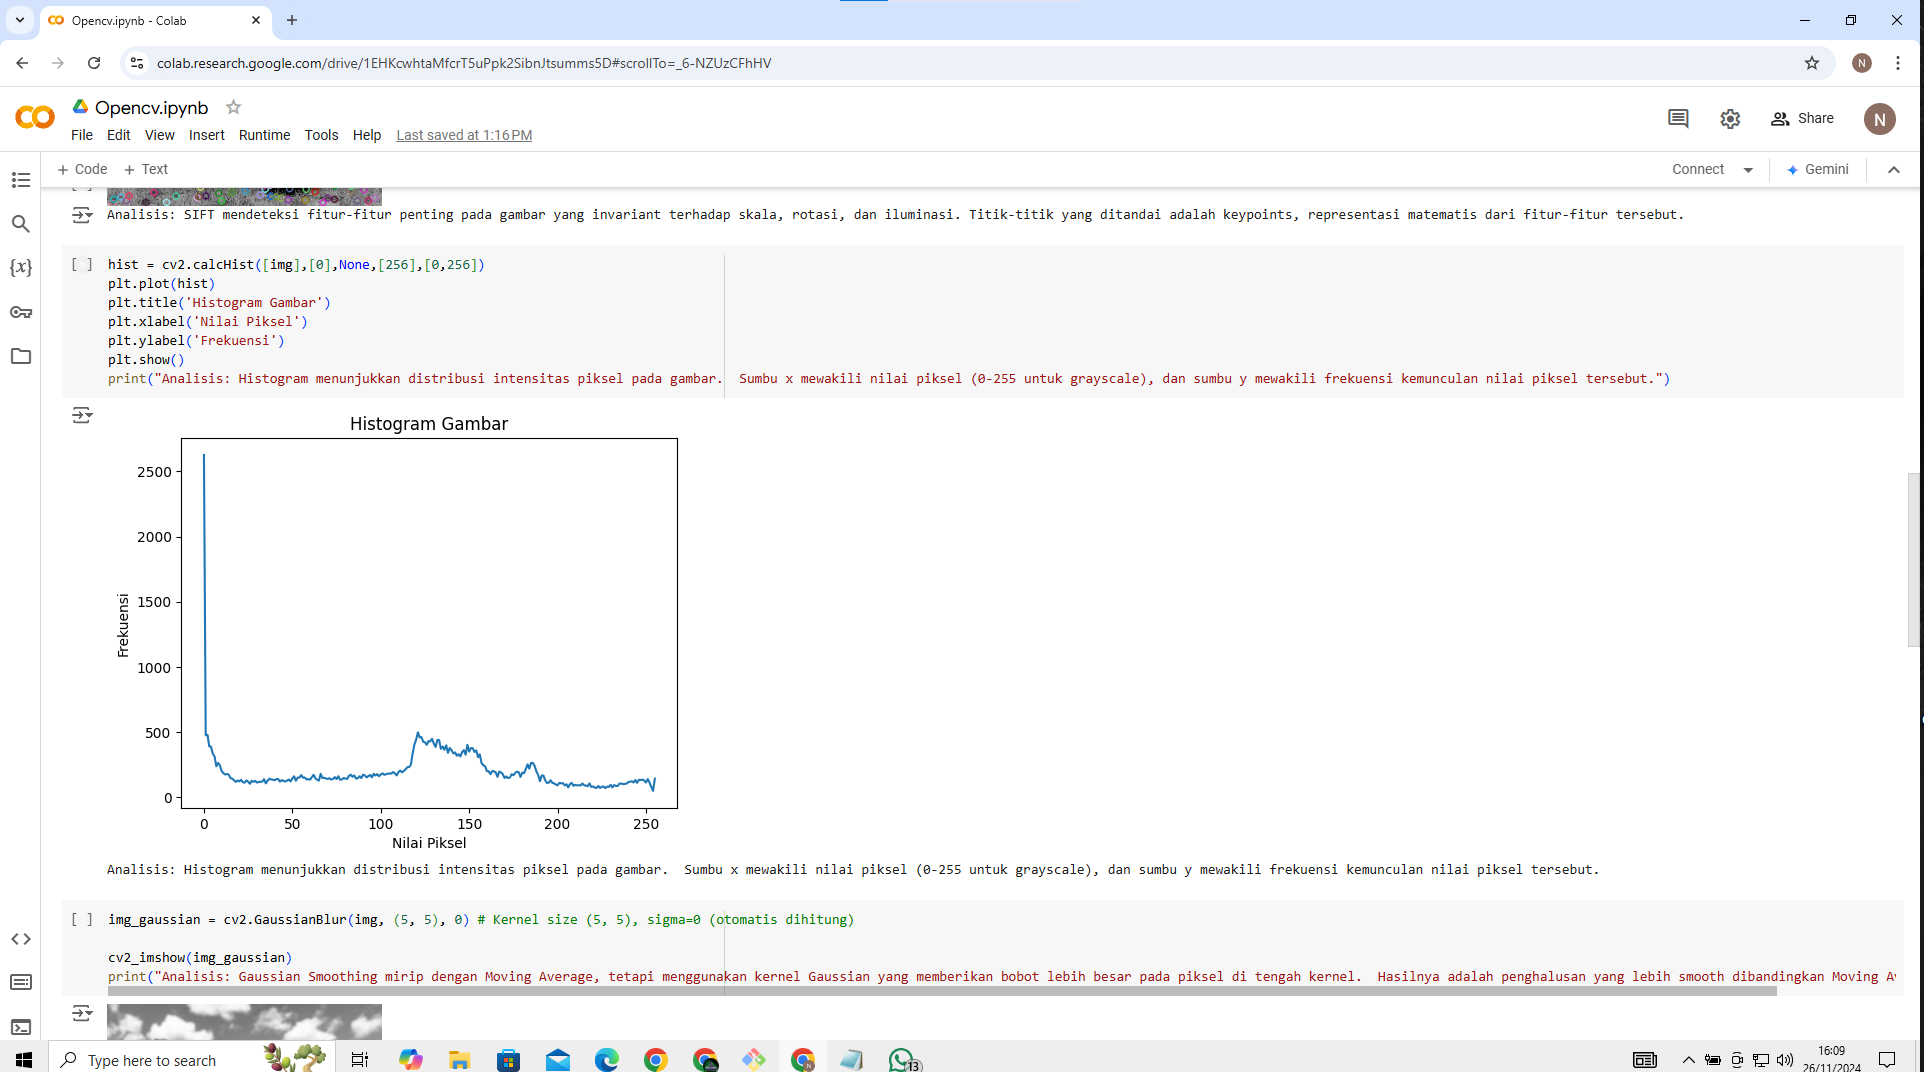 Opencv.ipynb - Colab
colab.research.google.com/drive/1EHKcwhtaMfcrT5uPpk2SibnJtsumms5D#scrollTo=_6-NZUzCFhHV
N
Opencv.ipynb
File Edit View Insert Runtime Tools Help Last saved at 1:16 PM
Share
N
+ Code + Text
Connect
Gemini
Analisis: SIFT mendeteksi fitur-fitur penting pada gambar yang invariant terhadap skala, rotasi, dan iluminasi. Titik-titik yang ditandai adalah keypoints, representasi matematis dari fitur-fitur tersebut.
[ ] hist = cv2.calcHist([img],[0],None,[256],[0,256])
plt.plot(hist)
plt.title('Histogram Gambar')
plt.xlabel('Nilai Piksel')
plt.ylabel('Frekuensi')
plt.show()
print("Analisis: Histogram menunjukkan distribusi intensitas piksel pada gambar.  Sumbu x mewakili nilai piksel (0-255 untuk grayscale), dan sumbu y mewakili frekuensi kemunculan nilai piksel tersebut.")
Histogram Gambar
2500
2000
1500
1000
500
0
Frekuensi
0 50 100 150 200 250
Nilai Piksel
Analisis: Histogram menunjukkan distribusi intensitas piksel pada gambar.  Sumbu x mewakili nilai piksel (0-255 untuk grayscale), dan sumbu y mewakili frekuensi kemunculan nilai piksel tersebut.
[ ] img_gaussian = cv2.GaussianBlur(img, (5, 5), 0) # Kernel size (5, 5), sigma=0 (otomatis dihitung)
cv2_imshow(img_gaussian)
print("Analisis: Gaussian Smoothing mirip dengan Moving Average, tetapi menggunakan kernel Gaussian yang memberikan bobot lebih besar pada piksel di tengah kernel.  Hasilnya adalah penghalusan yang lebih smooth dibandingkan Moving
{x}
Type here to search
13
16:09
26/11/2024